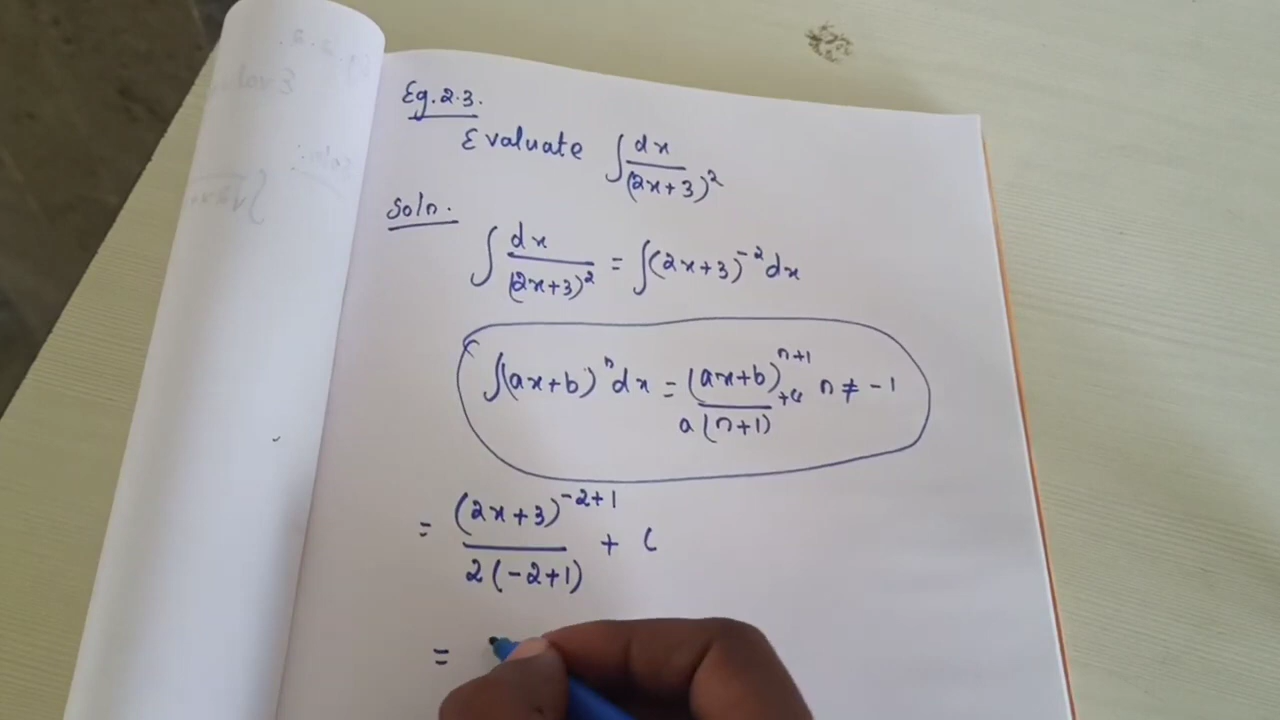 Eg.2.3.
Evaluate ∫ dx/(2x+3)²
Soln.
∫ dx/(2x+3)² = ∫(2x+3)⁻² dx
∫(ax+b)ⁿ dx = (ax+b)ⁿ⁺¹/a(n+1) +c, n ≠ -1
= (2x+3)⁻²⁺¹/2(-2+1) + c
=